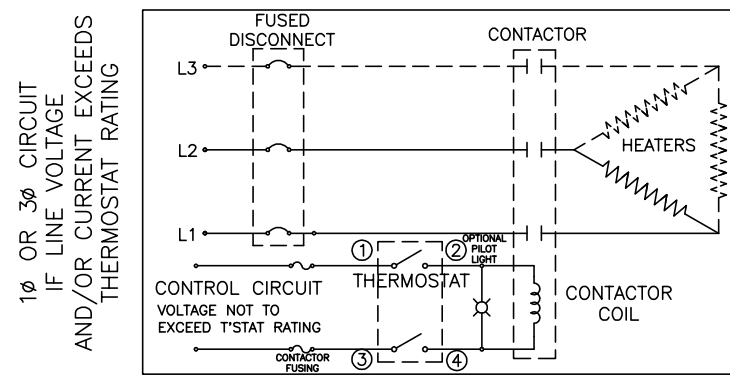 1Ø OR 3Ø CIRCUIT
IF LINE VOLTAGE
AND/OR CURRENT EXCEEDS
THERMOSTAT RATING
FUSED
DISCONNECT
CONTACTOR
L3
L2
HEATERS
L1
1
2
OPTIONAL
PILOT
LIGHT
THERMOSTAT
CONTROL CIRCUIT
VOLTAGE NOT TO
EXCEED T'STAT RATING
CONTACTOR
COIL
CONTACTOR
FUSING
3
4